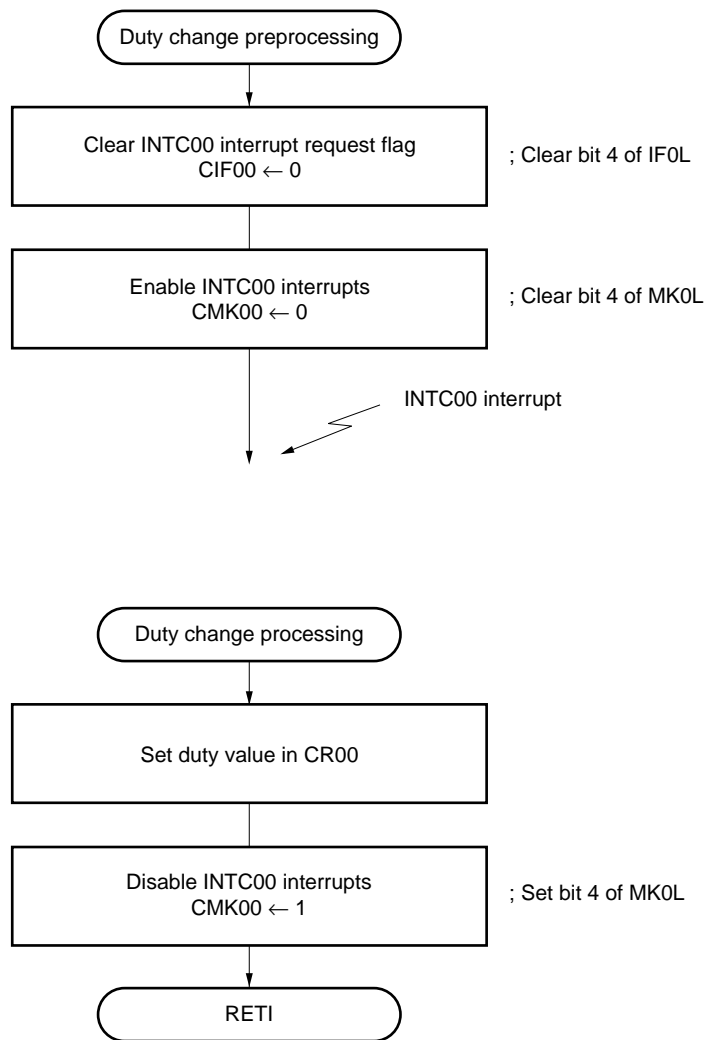 Duty change preprocessing
Clear INTC00 interrupt request flag
CIF00 ← 0
; Clear bit 4 of IF0L
Enable INTC00 interrupts
CMK00 ← 0
; Clear bit 4 of MK0L
INTC00 interrupt
Duty change processing
Set duty value in CR00
Disable INTC00 interrupts
CMK00 ← 1
; Set bit 4 of MK0L
RETI